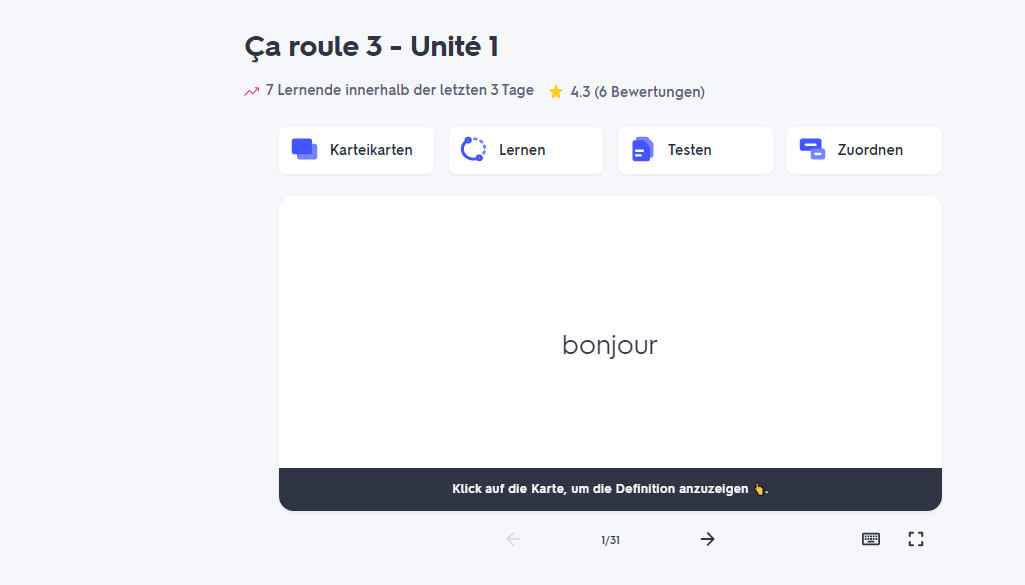 Ça roule 3 - Unité 1
7 Lernende innerhalb der letzten 3 Tage 4.3 (6 Bewertungen)
Karteikarten Lernen Testen Zuordnen
bonjour
Klick auf die Karte, um die Definition anzuzeigen 👆.
1/31